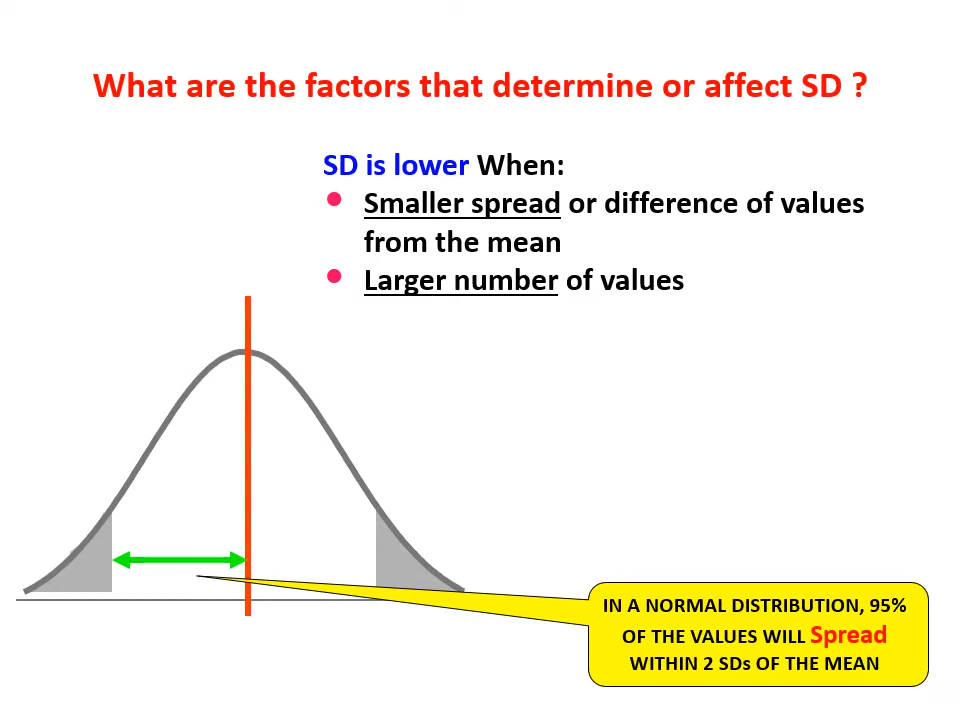 What are the factors that determine or affect SD ?
SD is lower When:
• Smaller spread or difference of values
from the mean
• Larger number of values
IN A NORMAL DISTRIBUTION, 95%
OF THE VALUES WILL Spread
WITHIN 2 SDs OF THE MEAN